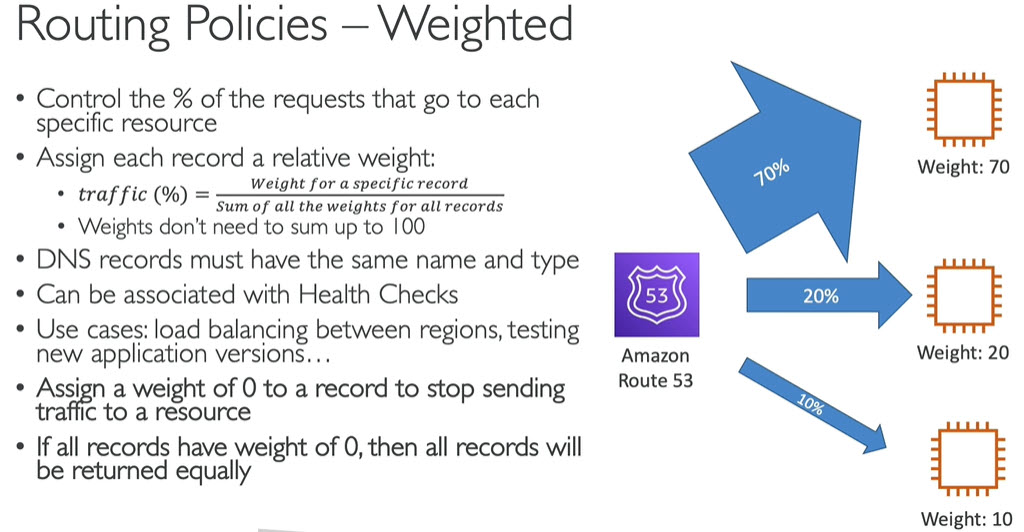 Routing Policies – Weighted
• Control the % of the requests that go to each
specific resource
• Assign each record a relative weight:
• traffic (%) = Weight for a specific record / Sum of all the weights for all records
• Weights don't need to sum up to 100
• DNS records must have the same name and type
• Can be associated with Health Checks
• Use cases: load balancing between regions, testing
new application versions…
• Assign a weight of 0 to a record to stop sending
traffic to a resource
• If all records have weight of 0, then all records will
be returned equally
70%
Weight: 70
53
Amazon
Route 53
20%
Weight: 20
10%
Weight: 10